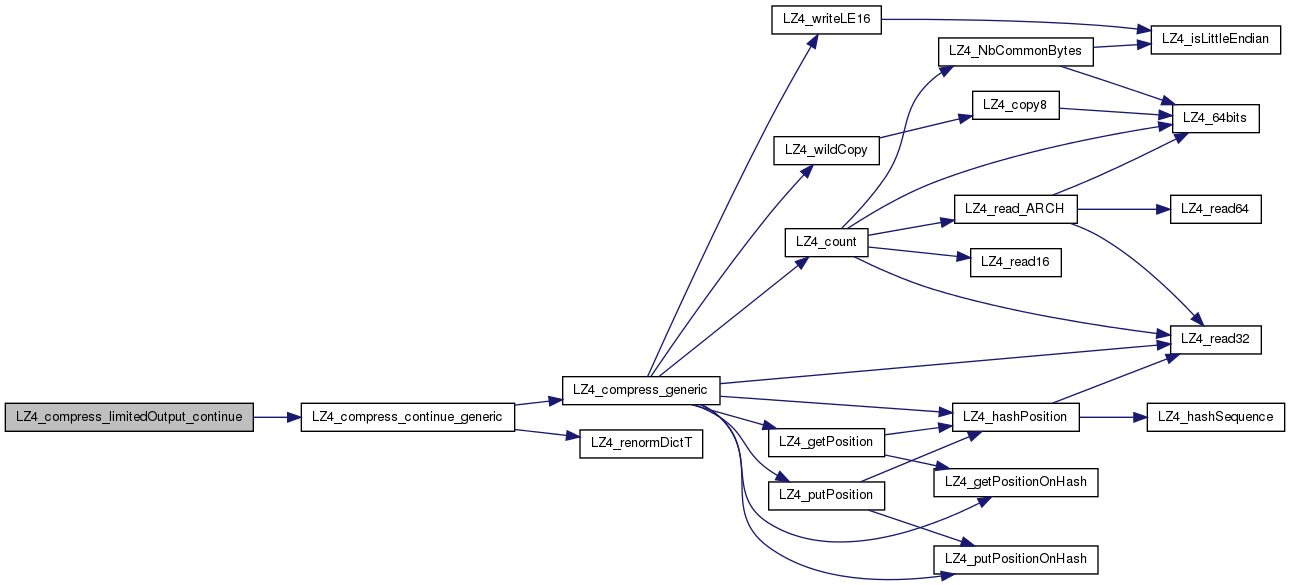 LZ4_writeLE16
LZ4_isLittleEndian
LZ4_NbCommonBytes
LZ4_copy8
LZ4_64bits
LZ4_wildCopy
LZ4_read_ARCH
LZ4_read64
LZ4_count
LZ4_read16
LZ4_read32
LZ4_compress_generic
LZ4_compress_limitedOutput_continue
LZ4_compress_continue_generic
LZ4_hashPosition
LZ4_hashSequence
LZ4_renormDictT
LZ4_getPosition
LZ4_getPositionOnHash
LZ4_putPosition
LZ4_putPositionOnHash